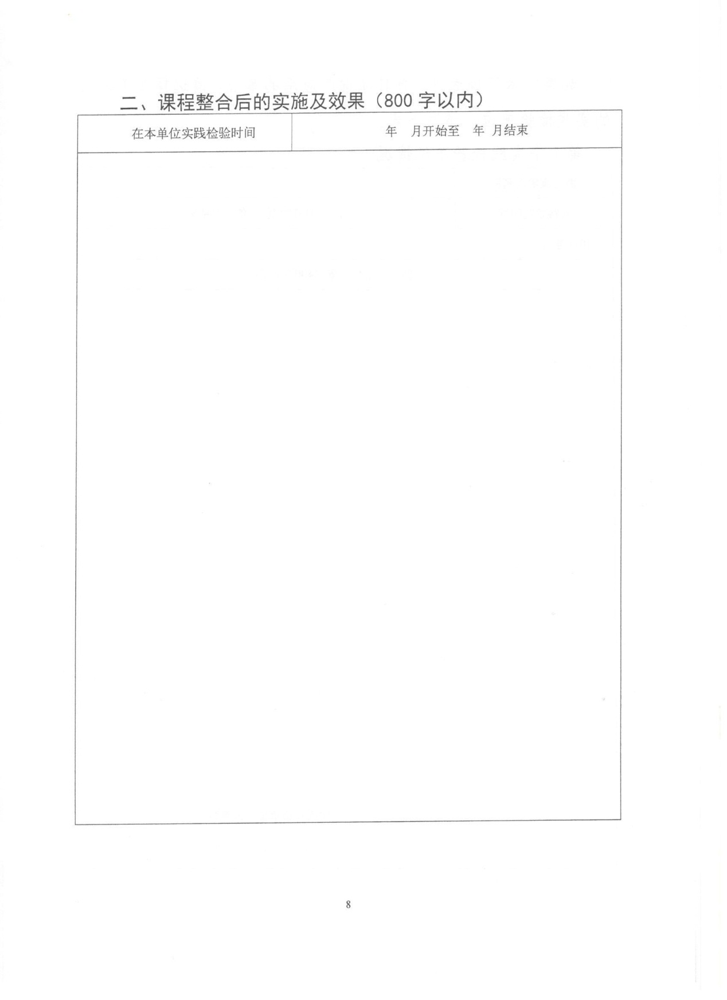 二、课程整合后的实施及效果（800 字以内）
在本单位实践检验时间
年 月开始至 年 月结束
8